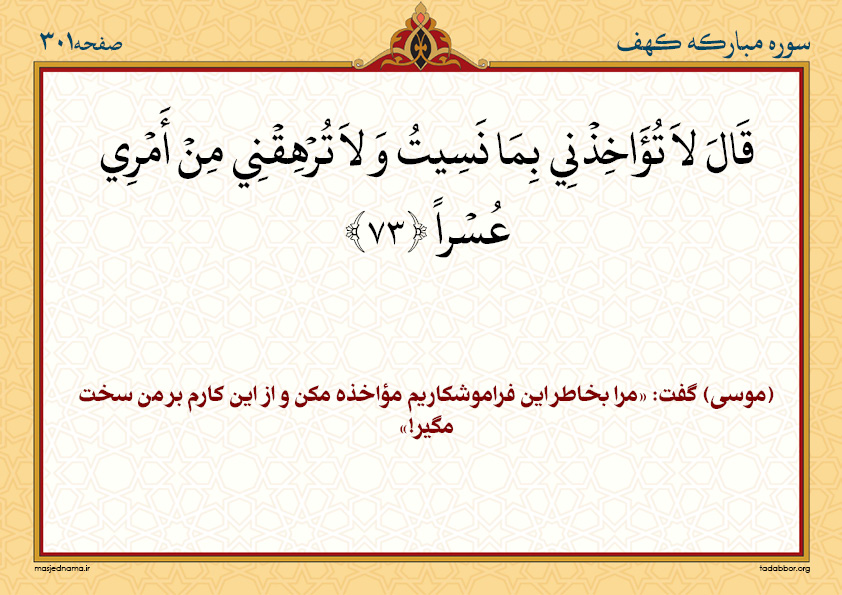 سوره مبارکه کهف
صفحه۳۰۱
قَالَ لاَ تُؤَاخِذْنِي بِمَا نَسِيتُ وَ لاَ تُرْهِقْنِي مِنْ أَمْرِي
عُسْراً ﴿۷۳﴾
(موسی) گفت: «مرا بخاطر این فراموشکاریم مؤاخذه مکن و از این کارم بر من سخت
مگیر!»
masjednama.ir
tadabbor.org